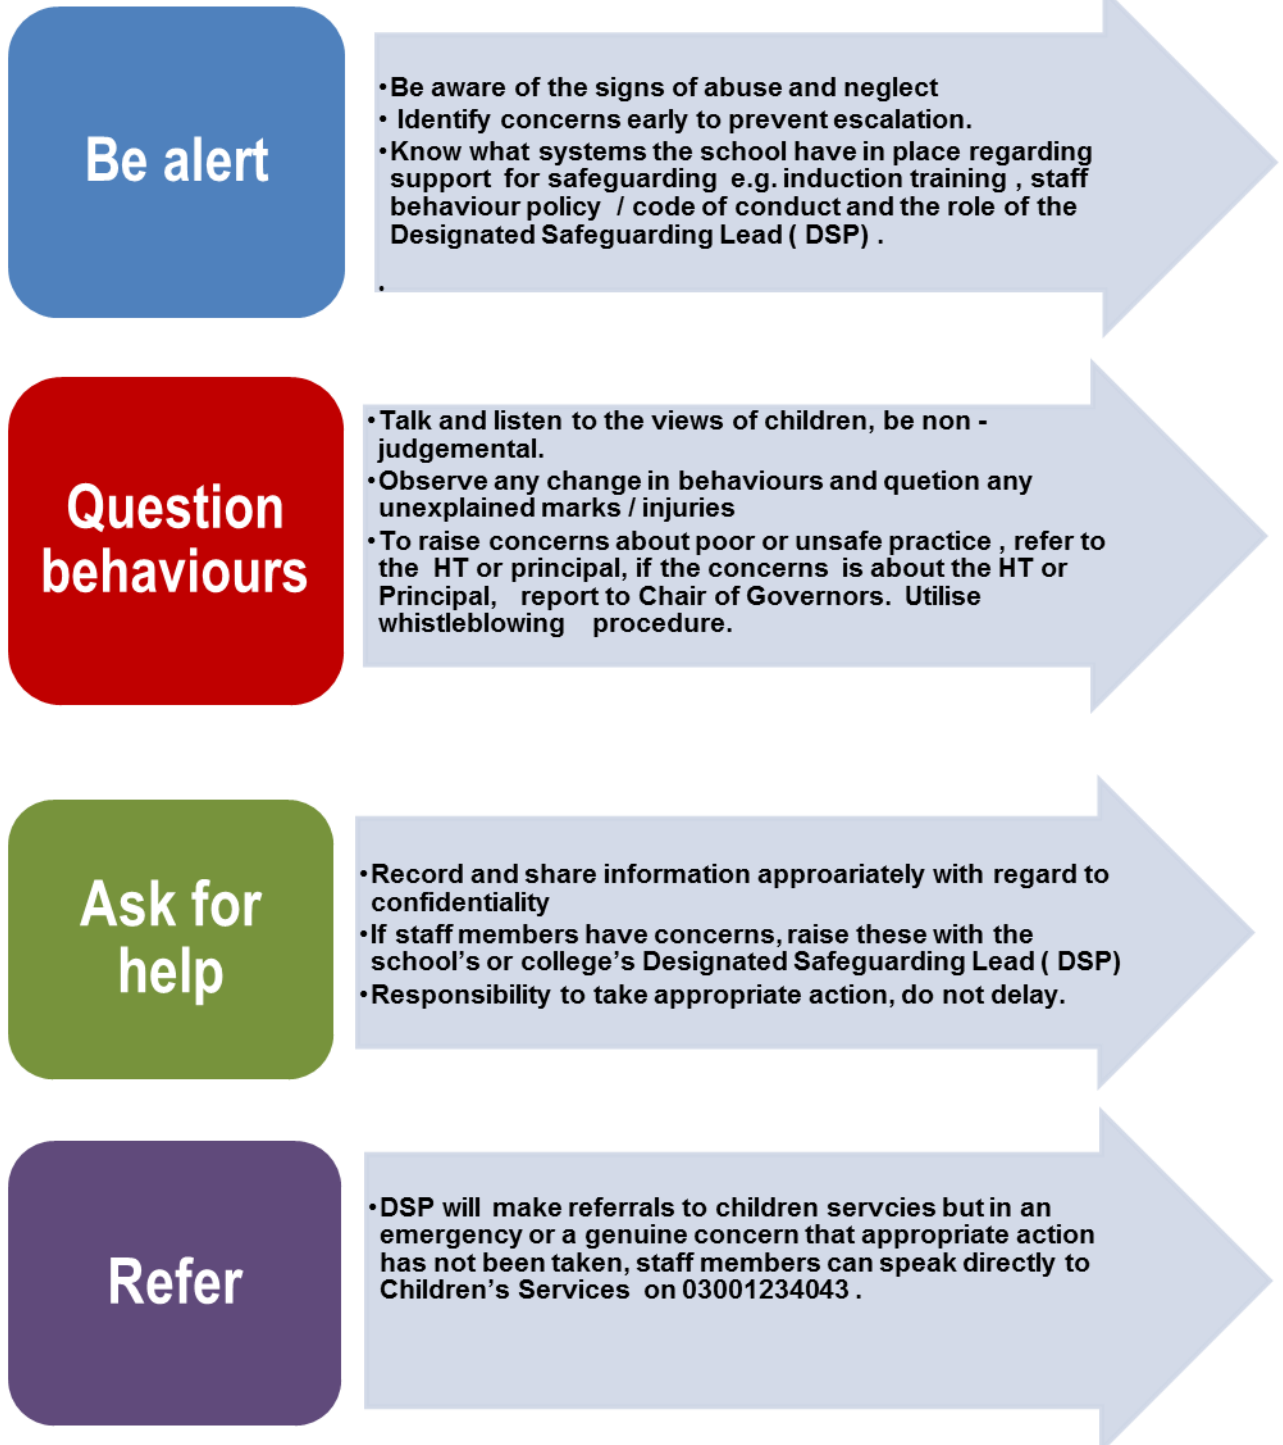 Be alert
•Be aware of the signs of abuse and neglect
• Identify concerns early to prevent escalation.
•Know what systems the school have in place regarding
support for safeguarding e.g. induction training , staff
behaviour policy / code of conduct and the role of the
Designated Safeguarding Lead ( DSP) .
•
Question
behaviours
•Talk and listen to the views of children, be non -
judgemental.
•Observe any change in behaviours and quetion any
unexplained marks / injuries
•To raise concerns about poor or unsafe practice , refer to
the HT or principal, if the concerns is about the HT or
Principal, report to Chair of Governors. Utilise
whistleblowing procedure.
Ask for
help
•Record and share information approariately with regard to
confidentiality
•If staff members have concerns, raise these with the
school’s or college’s Designated Safeguarding Lead ( DSP)
•Responsibility to take appropriate action, do not delay.
Refer
•DSP will make referrals to children servcies but in an
emergency or a genuine concern that appropriate action
has not been taken, staff members can speak directly to
Children’s Services on 03001234043 .